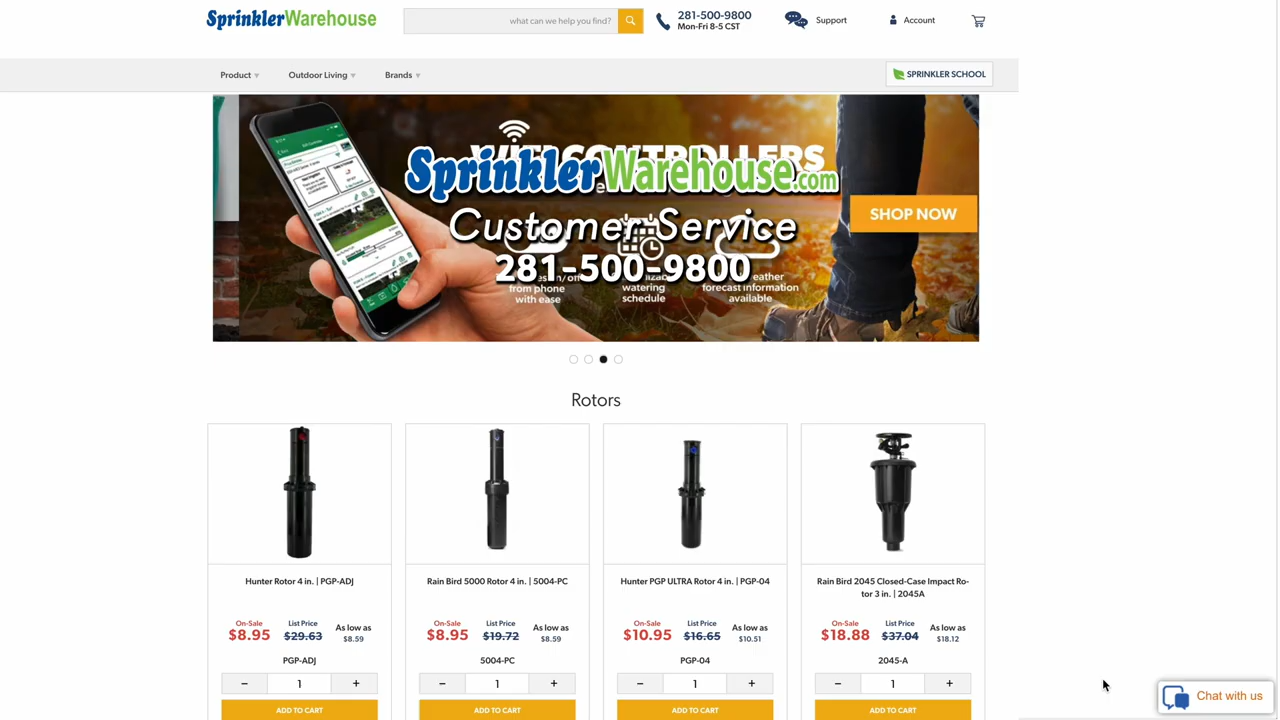 SprinklerWarehouse
what can we help you find?
281-500-9800
Mon-Fri 8-5 CST
Support
Account
Product
Outdoor Living
Brands
SPRINKLER SCHOOL
SprinklerWarehouse.com
SHOP NOW
Customer Service
281-500-9800
from phone
with ease
watering
schedule
forecast information
available
Rotors
Hunter Rotor 4 in. | PGP-ADJ
On-Sale
$8.95
List Price
$29.63
As low as
$8.59
PGP-ADJ
− 1 +
ADD TO CART
Rain Bird 5000 Rotor 4 in. | 5004-PC
On-Sale
$8.95
List Price
$19.72
As low as
$8.59
5004-PC
− 1 +
ADD TO CART
Hunter PGP ULTRA Rotor 4 in. | PGP-04
On-Sale
$10.95
List Price
$16.65
As low as
$10.51
PGP-04
− 1 +
ADD TO CART
Rain Bird 2045 Closed-Case Impact Ro-
tor 3 in. | 2045A
On-Sale
$18.88
List Price
$37.04
As low as
$18.12
2045-A
− 1 +
ADD TO CART
Chat with us